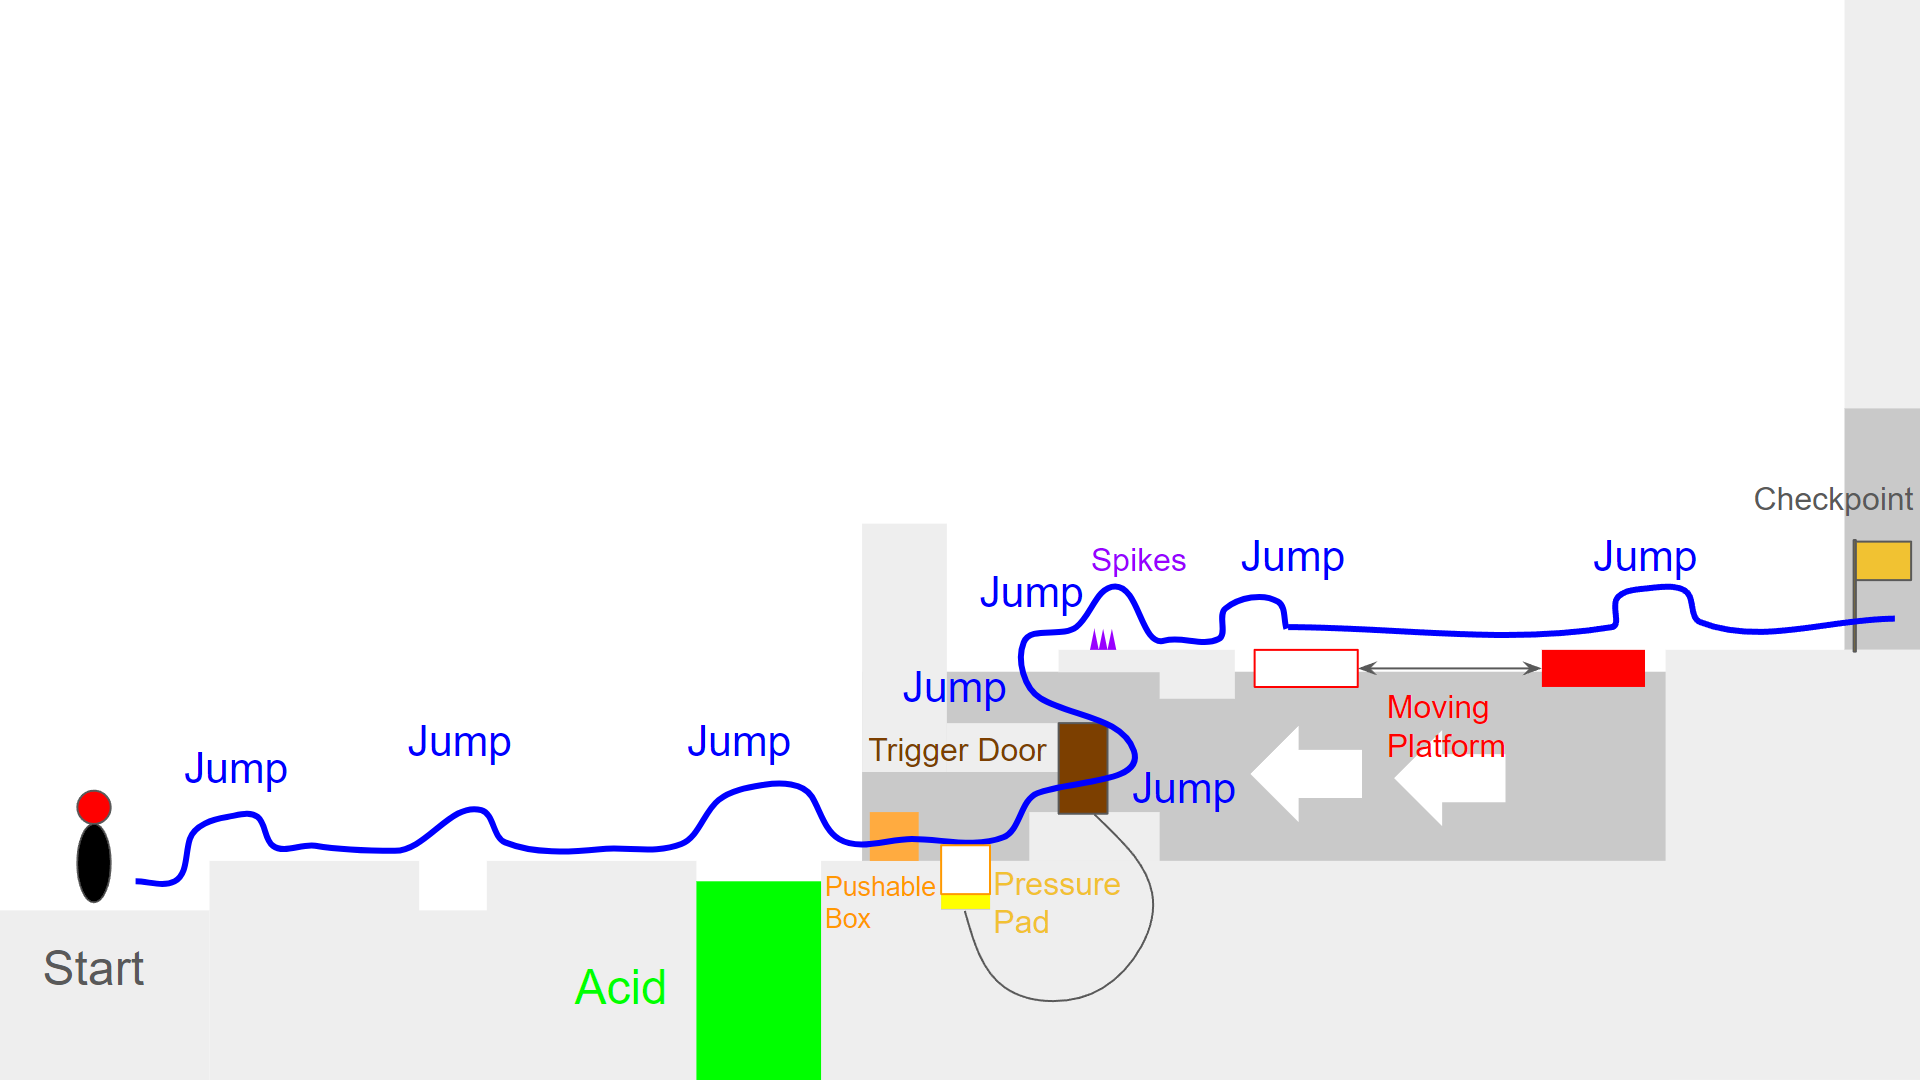 Checkpoint
Spikes
Jump
Jump
Jump
Jump
Moving
Platform
Jump
Trigger Door
Jump
Jump
Jump
Jump
Pushable
Box
Pressure
Pad
Start
Acid